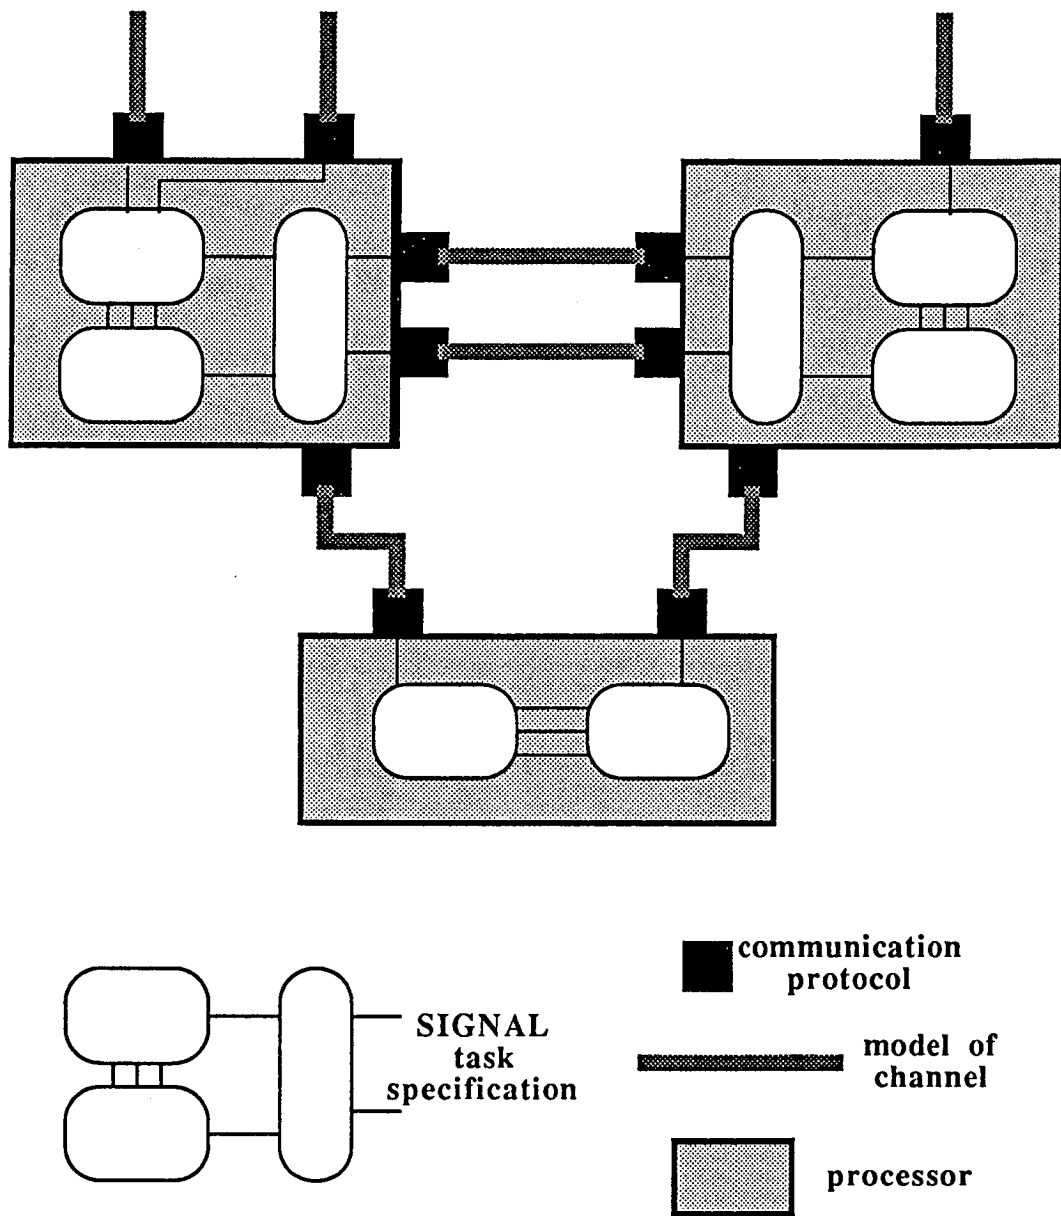 communication
protocol
SIGNAL
task
specification
model of
channel
processor